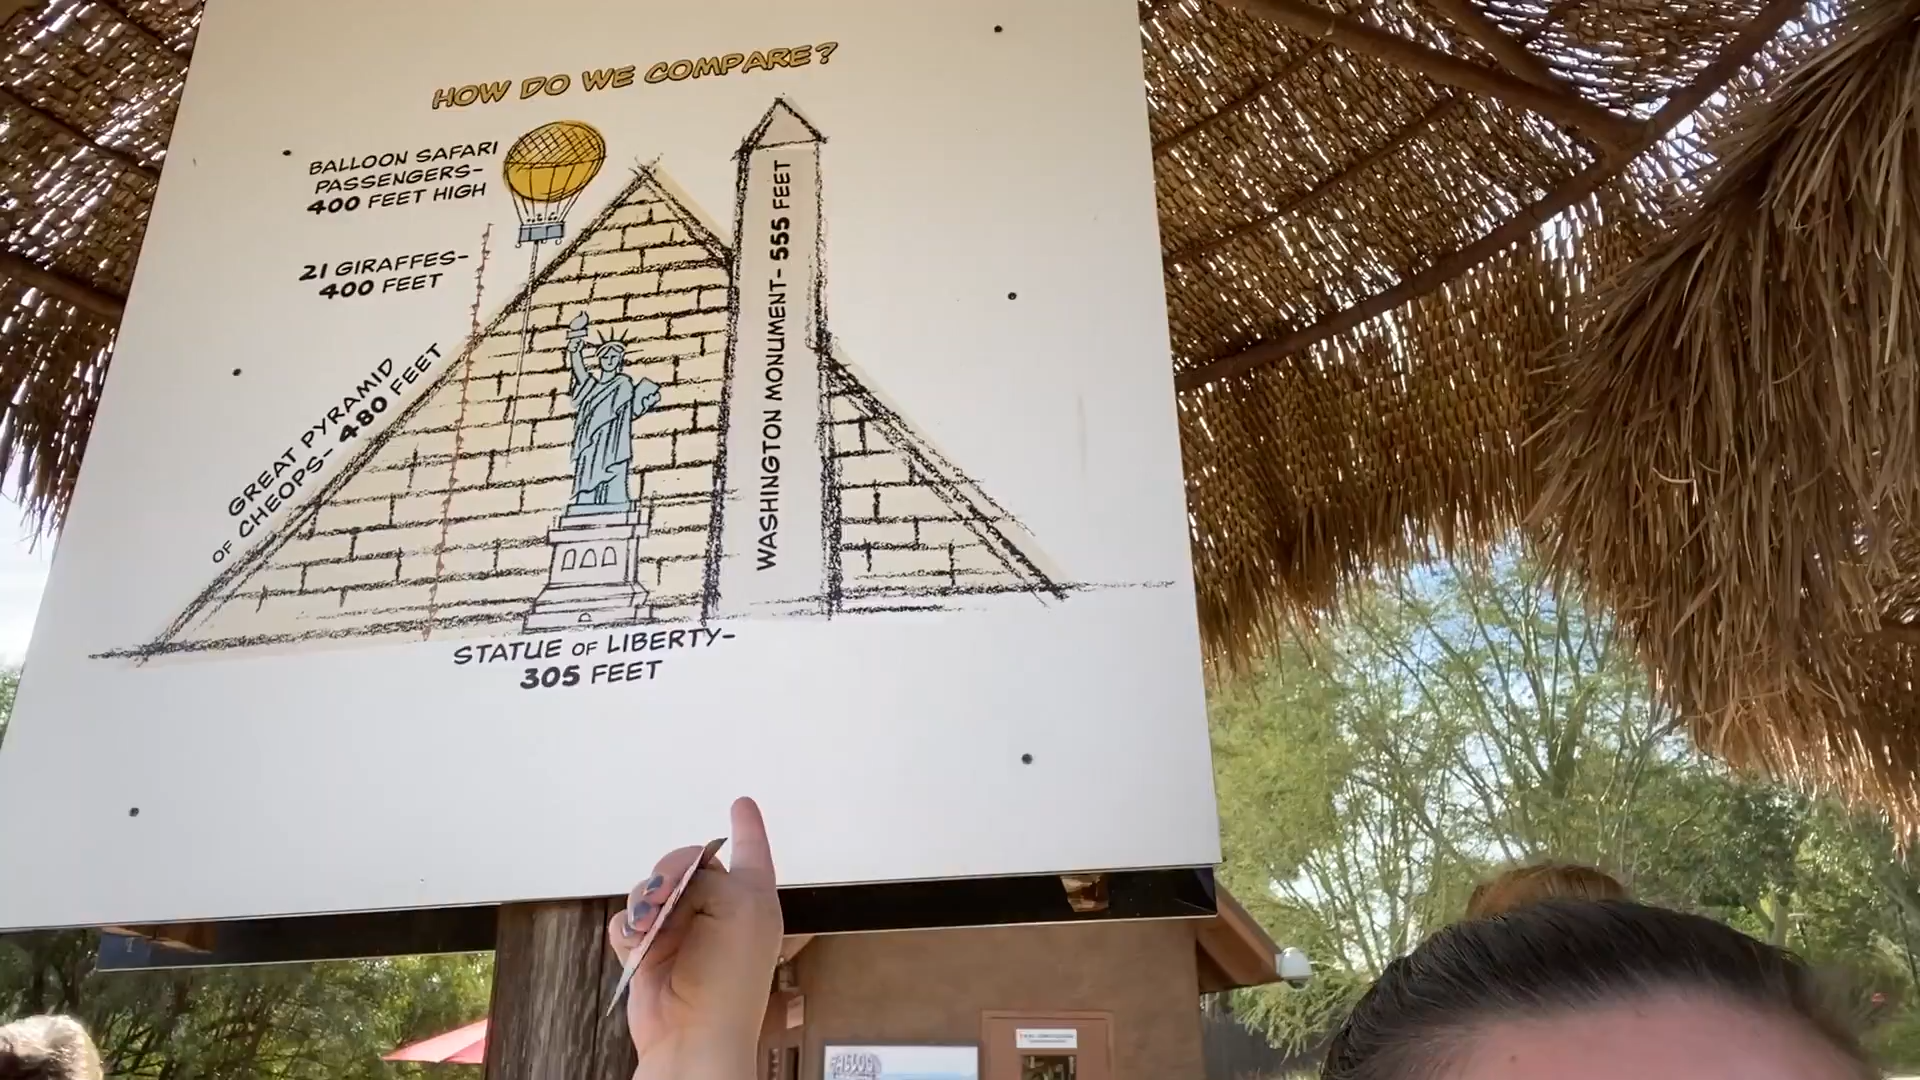 HOW DO WE COMPARE?
BALLOON SAFARI
PASSENGERS-
400 FEET HIGH
21 GIRAFFES-
400 FEET
GREAT PYRAMID
OF CHEOPS- 480 FEET
WASHINGTON MONUMENT- 555 FEET
STATUE OF LIBERTY-
305 FEET